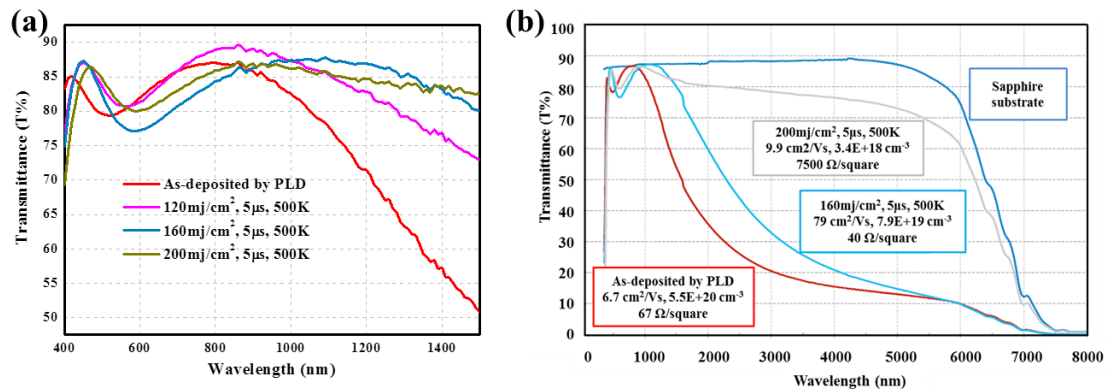 (a)
Transmittance (T%)
90
85
80
75
70
65
60
55
50
As-deposited by PLD
120mj/cm², 5μs, 500K
160mj/cm², 5μs, 500K
200mj/cm², 5μs, 500K
400 600 800 1000 1200 1400
Wavelength (nm)
(b)
Transmittance (T%)
100
90
80
70
60
50
40
30
20
10
0
Sapphire
substrate
200mj/cm², 5μs, 500K
9.9 cm2/Vs, 3.4E+18 cm⁻³
7500 Ω/square
160mj/cm², 5μs, 500K
79 cm²/Vs, 7.9E+19 cm⁻³
40 Ω/square
As-deposited by PLD
6.7 cm²/Vs, 5.5E+20 cm⁻³
67 Ω/square
0 1000 2000 3000 4000 5000 6000 7000 8000
Wavelength (nm)